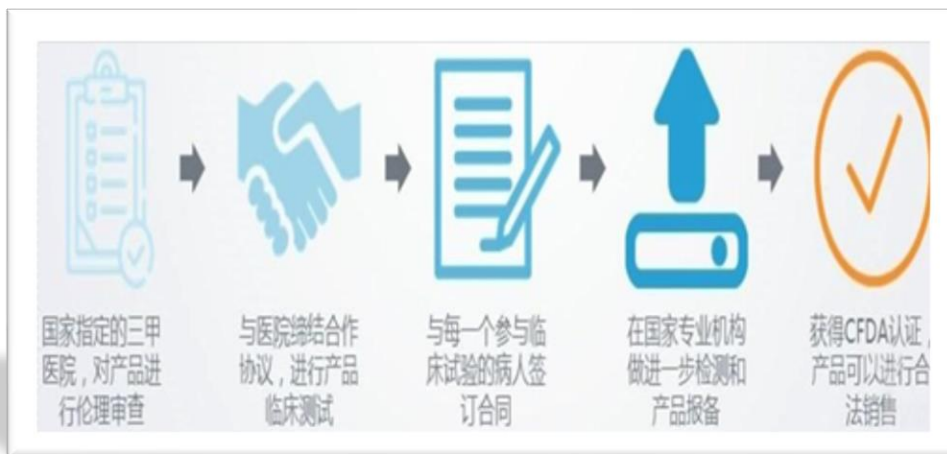 国家指定的三甲
医院，对产品进
行伦理审查
与医院缔结合作
协议，进行产品
临床测试
与每一个参与临
床试验的病人签
订合同
在国家专业机构
做进一步检测和
产品报备
获得CFDA认证，
产品可以进行合
法销售